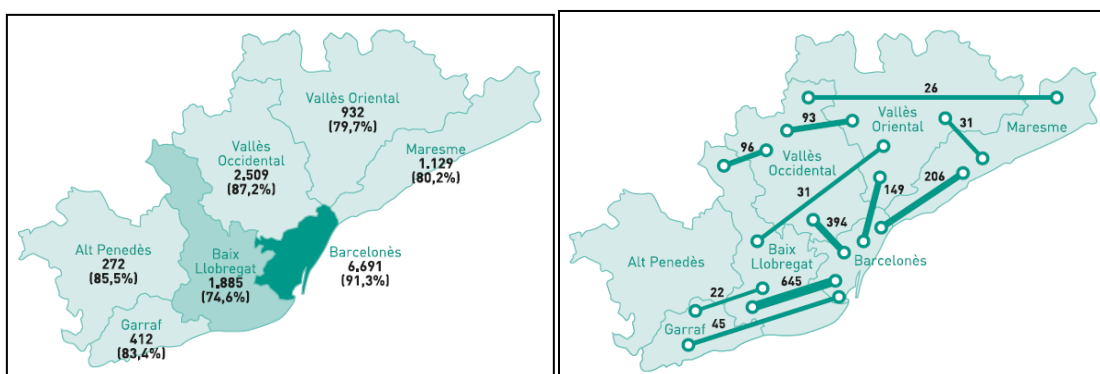 Vallès Oriental
932
(79,7%)
Maresme
1.129
(80,2%)
Vallès
Occidental
2.509
(87,2%)
Alt Penedès
272
(85,5%)
Baix
Llobregat
1.885
(74,6%)
Barcelonès
6.691
(91,3%)
Garraf
412
(83,4%)
26
93
Vallès
Oriental
31
Maresme
96
Vallès
Occidental
206
149
31
394
Alt Penedès
Baix
Llobregat
Barcelonès
645
22
Garraf
45